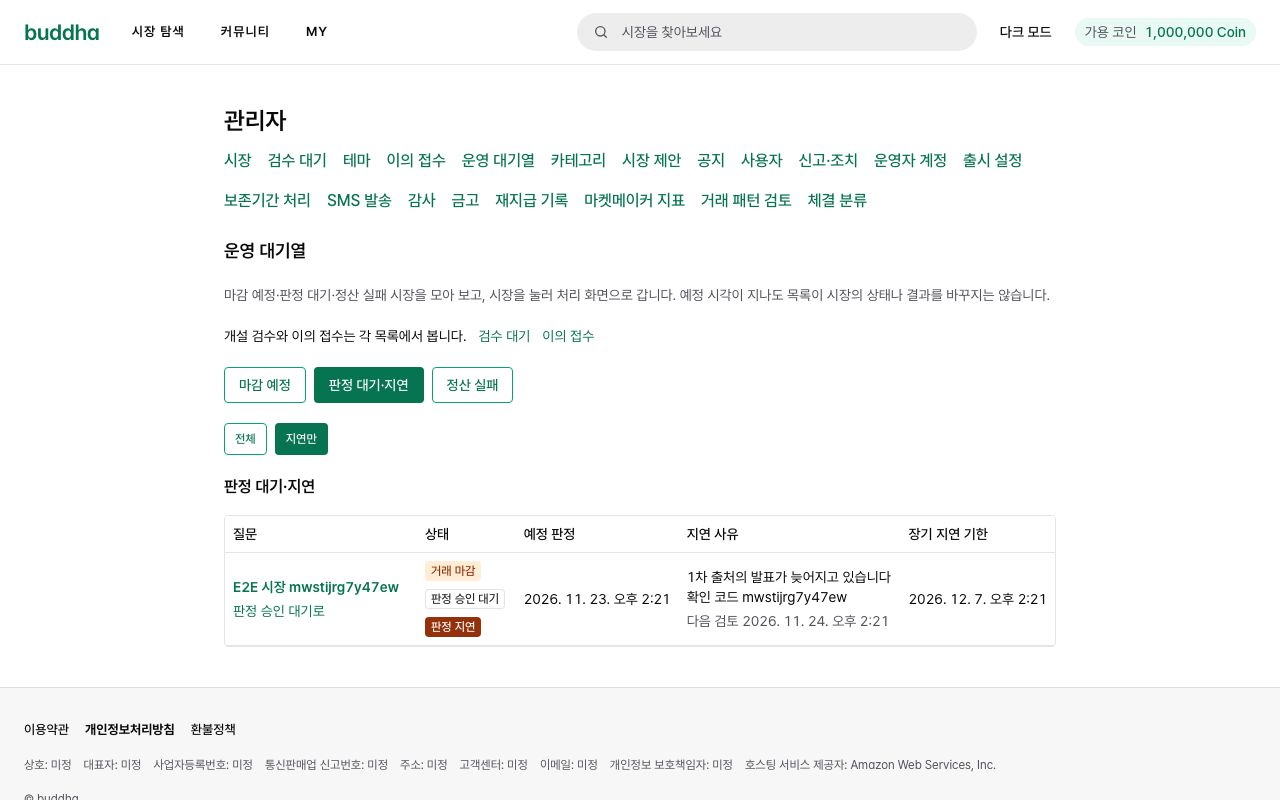 buddha 시장 탐색 커뮤니티 MY 시장을 찾아보세요 다크 모드 가용 코인 1,000,000 Coin
관리자
시장 검수 대기 테마 이의 접수 운영 대기열 카테고리 시장 제안 공지 사용자 신고·조치 운영자 계정 출시 설정
보존기간 처리 SMS 발송 감사 금고 재지급 기록 마켓메이커 지표 거래 패턴 검토 체결 분류
운영 대기열
마감 예정·판정 대기·정산 실패 시장을 모아 보고, 시장을 눌러 처리 화면으로 갑니다. 예정 시각이 지나도 목록이 시장의 상태나 결과를 바꾸지는 않습니다.
개설 검수와 이의 접수는 각 목록에서 봅니다. 검수 대기 이의 접수
마감 예정 판정 대기·지연 정산 실패
전체 지연만
판정 대기·지연
질문 상태 예정 판정 지연 사유 장기 지연 기한
E2E 시장 mwstijrg7y47ew
판정 승인 대기로
거래 마감
판정 승인 대기
판정 지연
2026. 11. 23. 오후 2:21
1차 출처의 발표가 늦어지고 있습니다
확인 코드 mwstijrg7y47ew
다음 검토 2026. 11. 24. 오후 2:21
2026. 12. 7. 오후 2:21
이용약관 개인정보처리방침 환불정책
상호: 미정 대표자: 미정 사업자등록번호: 미정 통신판매업 신고번호: 미정 주소: 미정 고객센터: 미정 이메일: 미정 개인정보 보호책임자: 미정 호스팅 서비스 제공자: Amazon Web Services, Inc.
© buddha